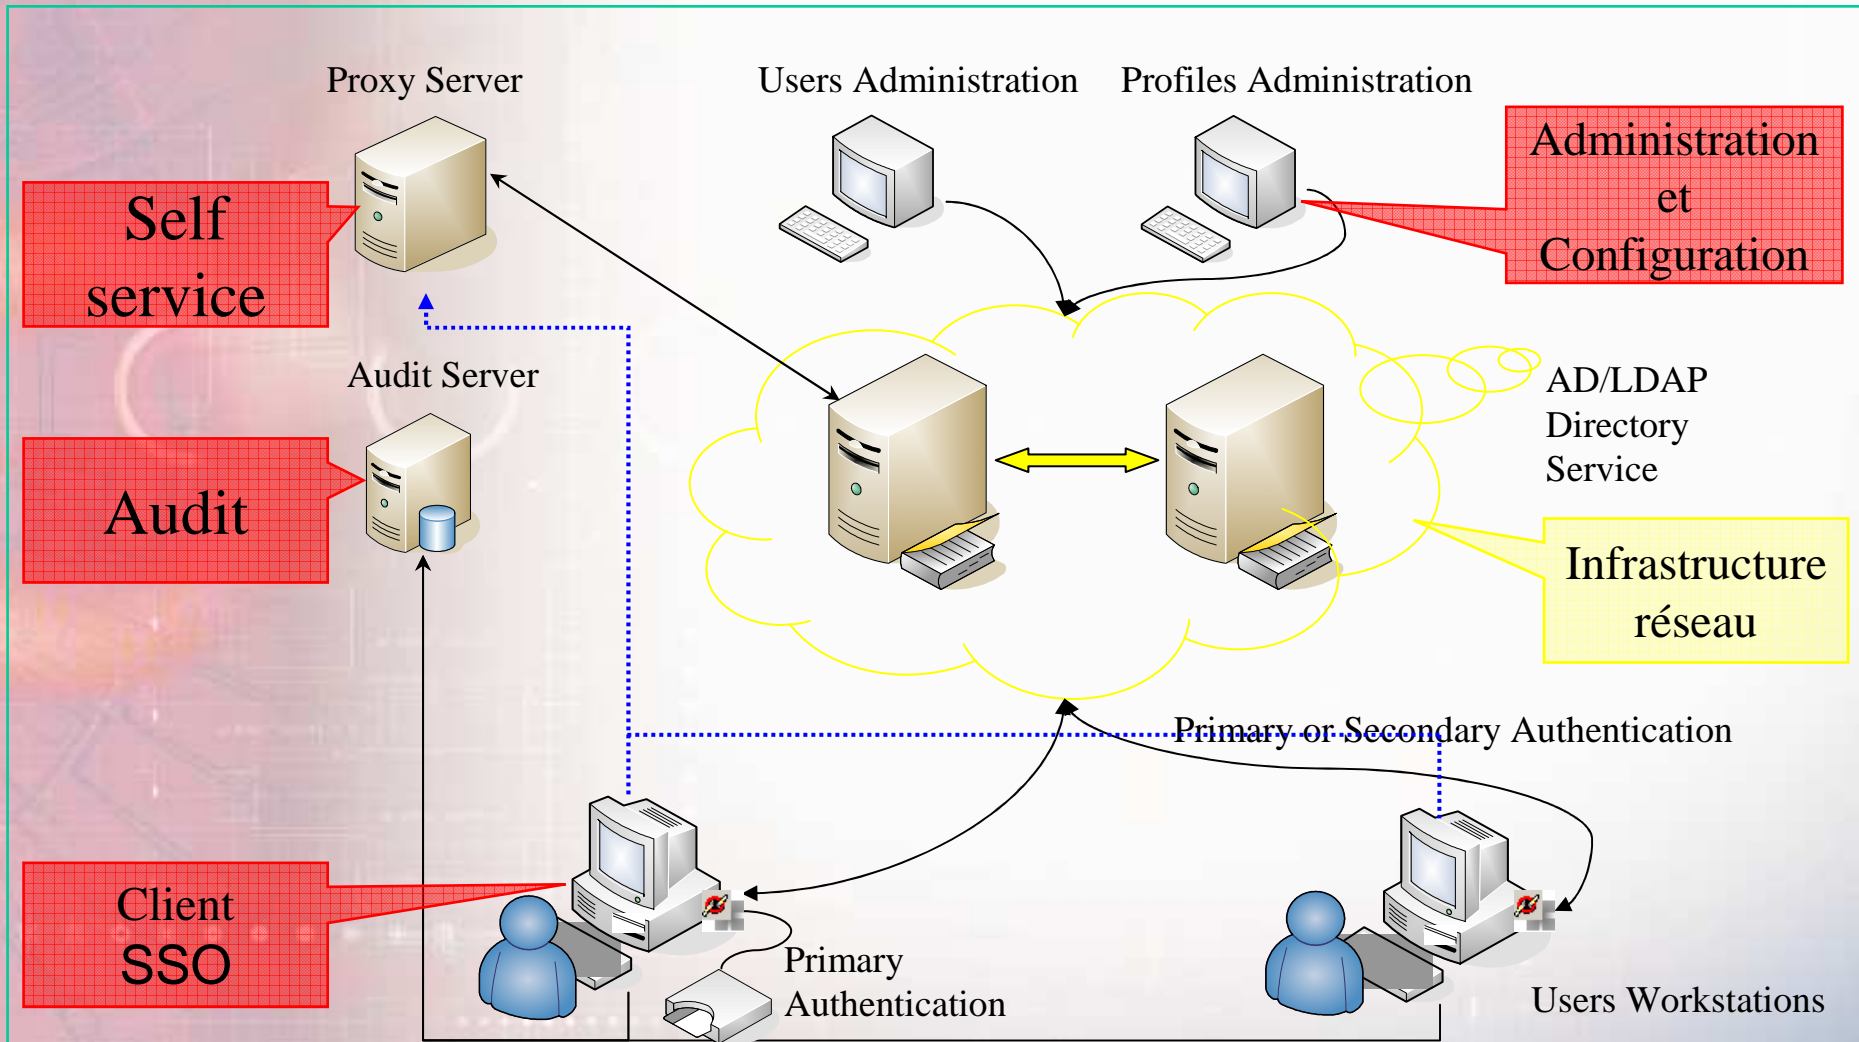 Proxy Server
Users Administration
Profiles Administration
Administration
et
Configuration
Self
service
Audit Server
AD/LDAP
Directory
Service
Audit
Infrastructure
réseau
Primary or Secondary Authentication
Client
SSO
Primary
Authentication
Users Workstations